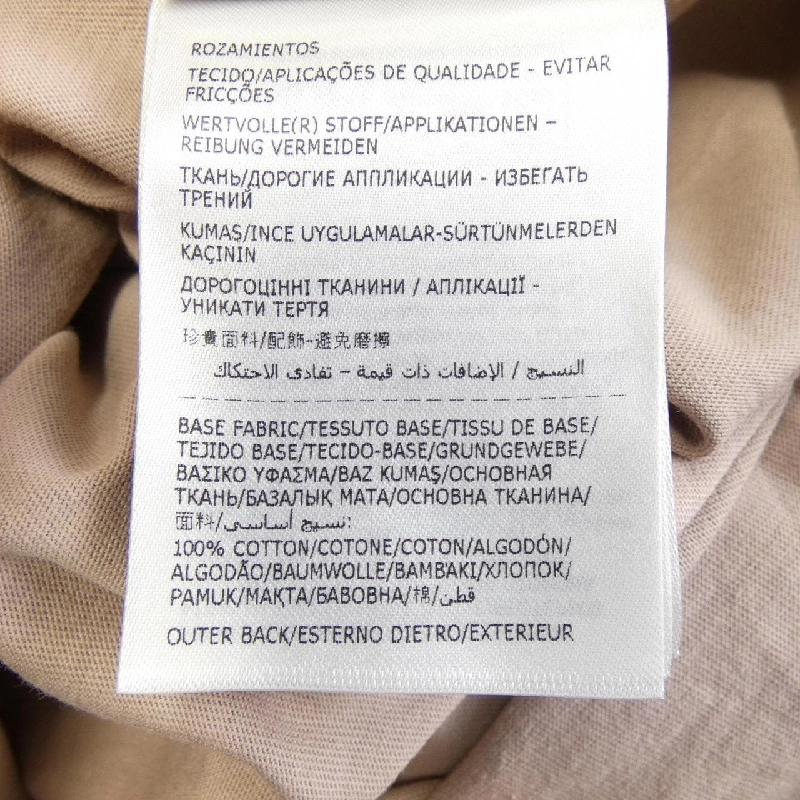 ROZAMIENTOS
TECIDO/APLICAÇÕES DE QUALIDADE - EVITAR
FRICÇÕES
WERTVOLLE(R) STOFF/APPLIKATIONEN –
REIBUNG VERMEIDEN
ТКАНЬ/ДОРОГИЕ АППЛИКАЦИИ - ИЗБЕГАТЬ
ТРЕНИЙ
KUMAŞ/INCE UYGULAMALAR-SÜRTÜNMELERDEN
KAÇININ
ДОРОГОЦІННІ ТКАНИНИ / АПЛІКАЦІЇ -
УНИКАТИ ТЕРТЯ
珍貴面料/配飾-避免磨擦
النسيج / الإضافات ذات قيمة – تفادى الاحتكاك
BASE FABRIC/TESSUTO BASE/TISSU DE BASE/
TEJIDO BASE/TECIDO-BASE/GRUNDGEWEBE/
ΒΑΣΙΚΟ ΥΦΑΣΜΑ/BAZ KUMAŞ/ОСНОВНАЯ
ТКАНЬ/БАЗАЛЫҚ МАТА/ОСНОВНА ТКАНИНА/
面料/نسيج أساسى:
100% COTTON/COTONE/COTON/ALGODÓN/
ALGODÃO/BAUMWOLLE/ΒΑΜΒΑΚΙ/ХЛОПОК/
PAMUK/МАҚТА/БАВОВНА/棉/قطن
OUTER BACK/ESTERNO DIETRO/EXTERIEUR